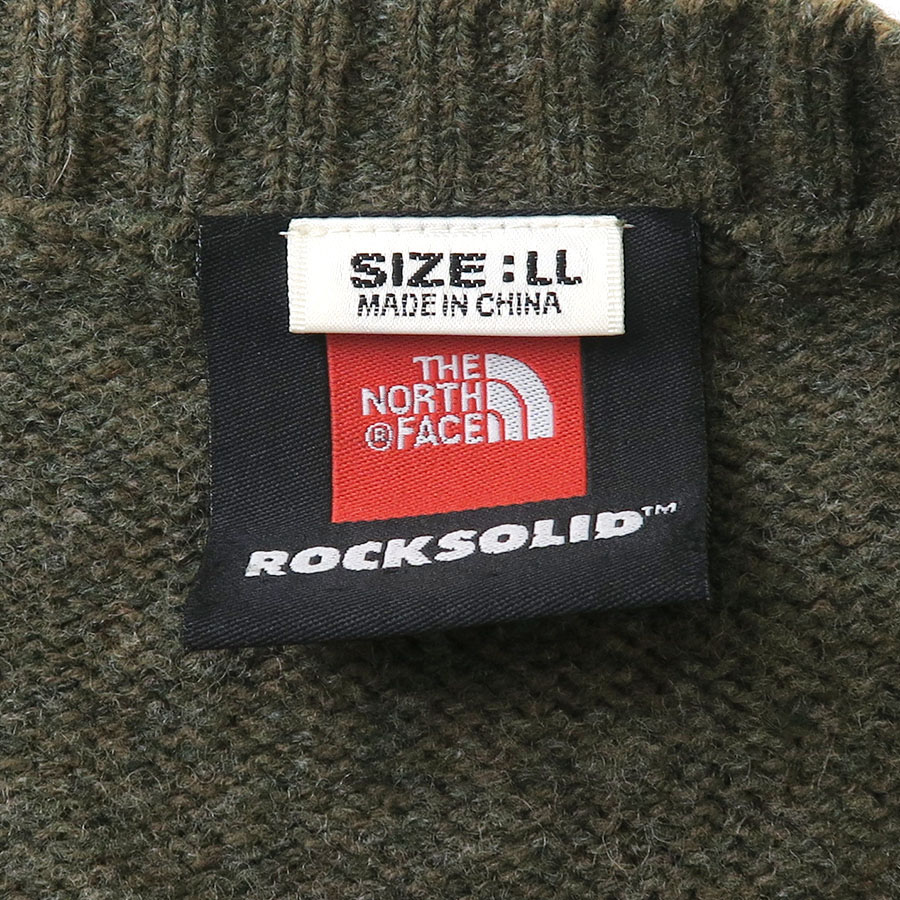 SIZE:LL
MADE IN CHINA
THE
NORTH
® FACE
ROCKSOLID™